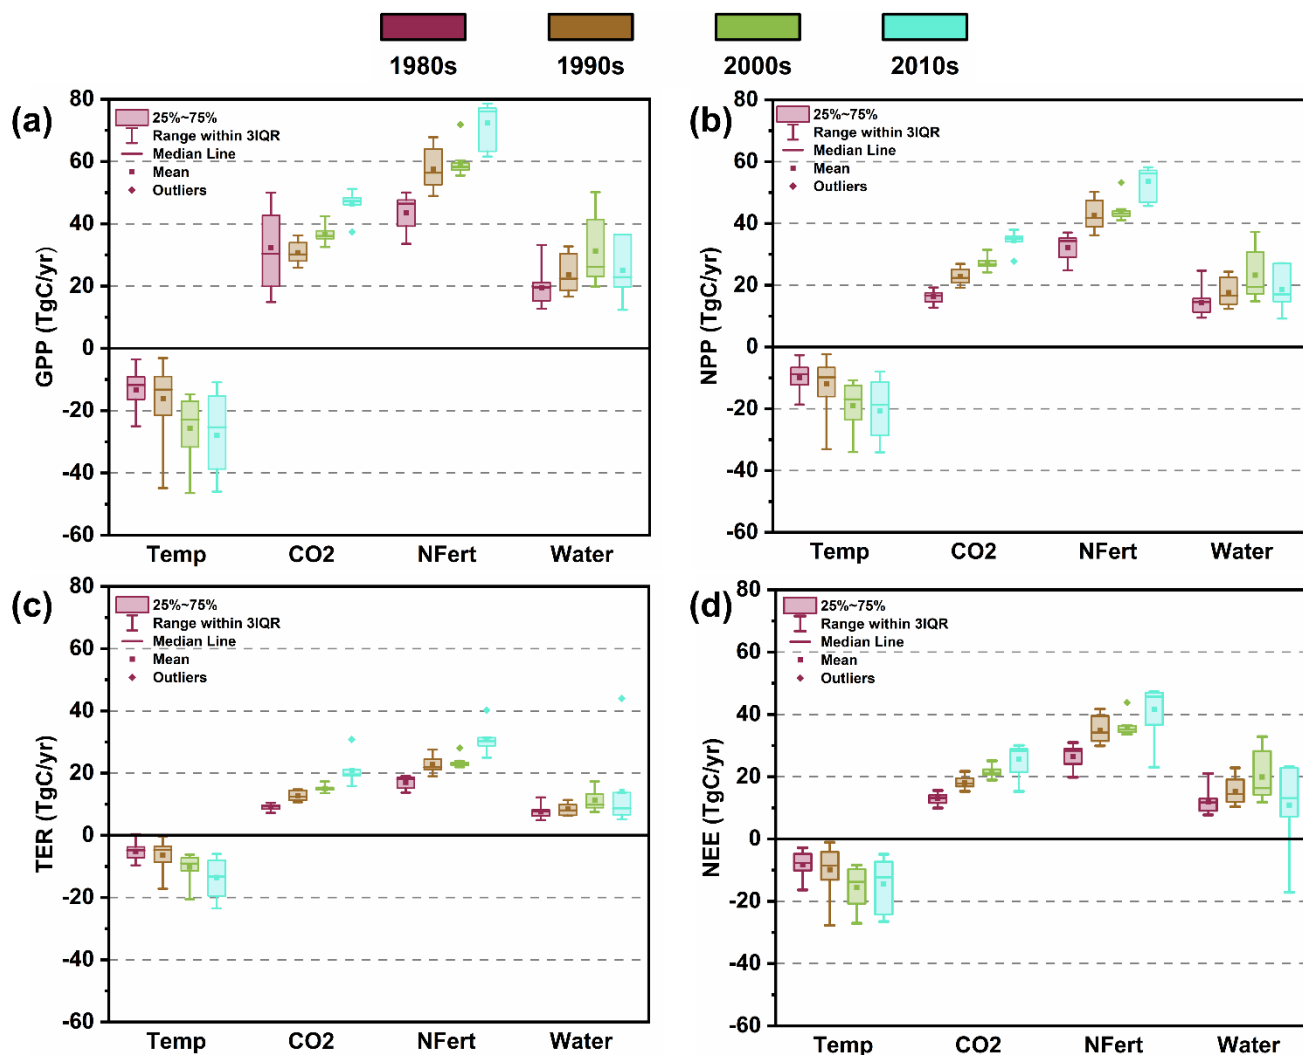 1980s 1990s 2000s 2010s
(a)
80
60
40
20
0
-20
-40
-60
GPP (TgC/yr)
25%~75%
Range within 3IQR
Median Line
Mean
Outliers
Temp CO2 NFert Water
(b)
80
60
40
20
0
-20
-40
-60
NPP (TgC/yr)
25%~75%
Range within 3IQR
Median Line
Mean
Outliers
Temp CO2 NFert Water
(c)
80
60
40
20
0
-20
-40
-60
TER (TgC/yr)
25%~75%
Range within 3IQR
Median Line
Mean
Outliers
Temp CO2 NFert Water
(d)
80
60
40
20
0
-20
-40
-60
NEE (TgC/yr)
25%~75%
Range within 3IQR
Median Line
Mean
Outliers
Temp CO2 NFert Water